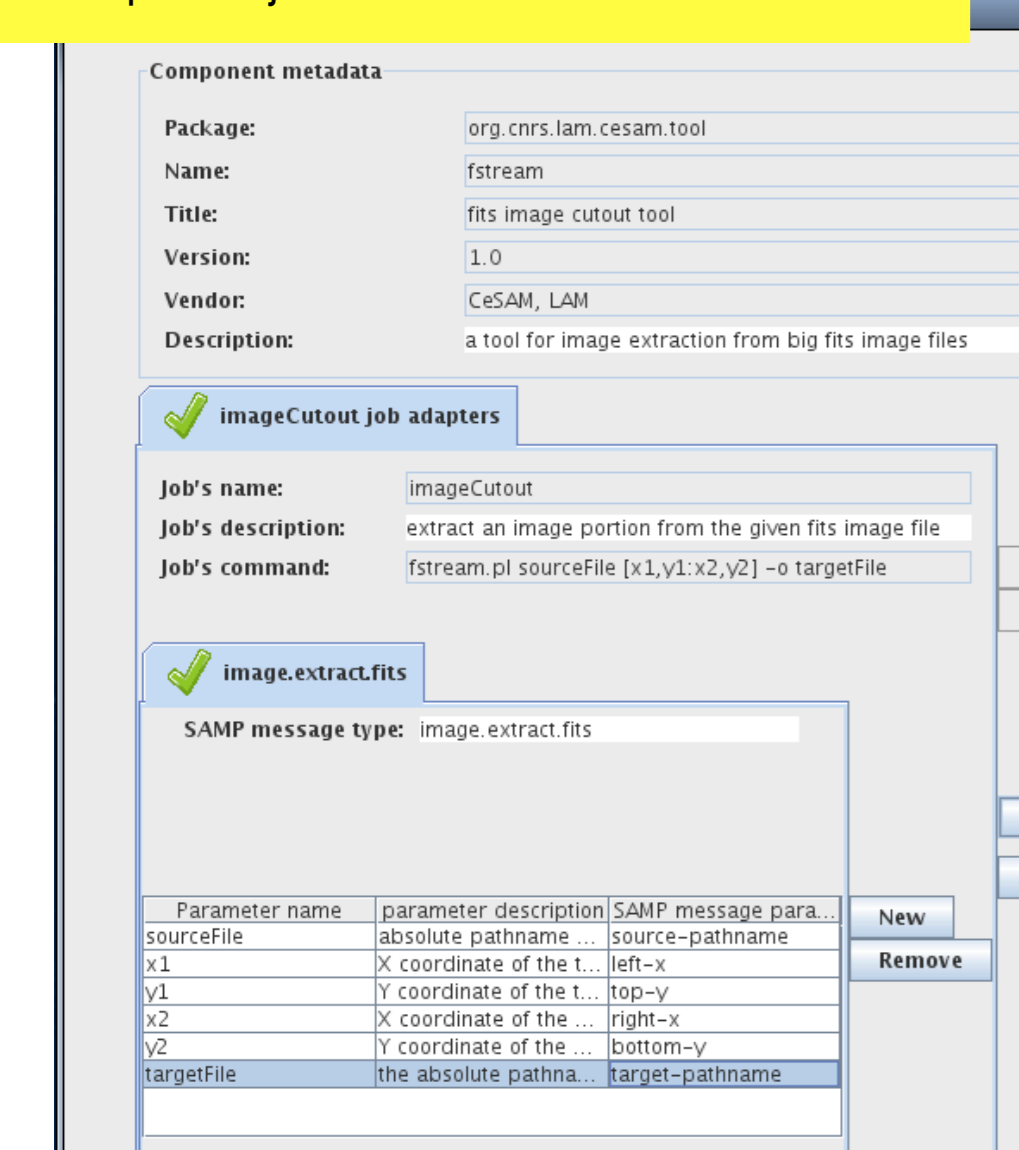 Component metadata
Package: org.cnrs.lam.cesam.tool
Name: fstream
Title: fits image cutout tool
Version: 1.0
Vendor: CeSAM, LAM
Description: a tool for image extraction from big fits image files
imageCutout job adapters
Job's name: imageCutout
Job's description: extract an image portion from the given fits image file
Job's command: fstream.pl sourceFile [x1,y1:x2,y2] -o targetFile
image.extract.fits
SAMP message type: image.extract.fits
Parameter name parameter description SAMP message para... New
sourceFile absolute pathname ... source-pathname
x1 X coordinate of the t... left-x Remove
y1 Y coordinate of the t... top-y
x2 X coordinate of the ... right-x
y2 Y coordinate of the ... bottom-y
targetFile the absolute pathna... target-pathname